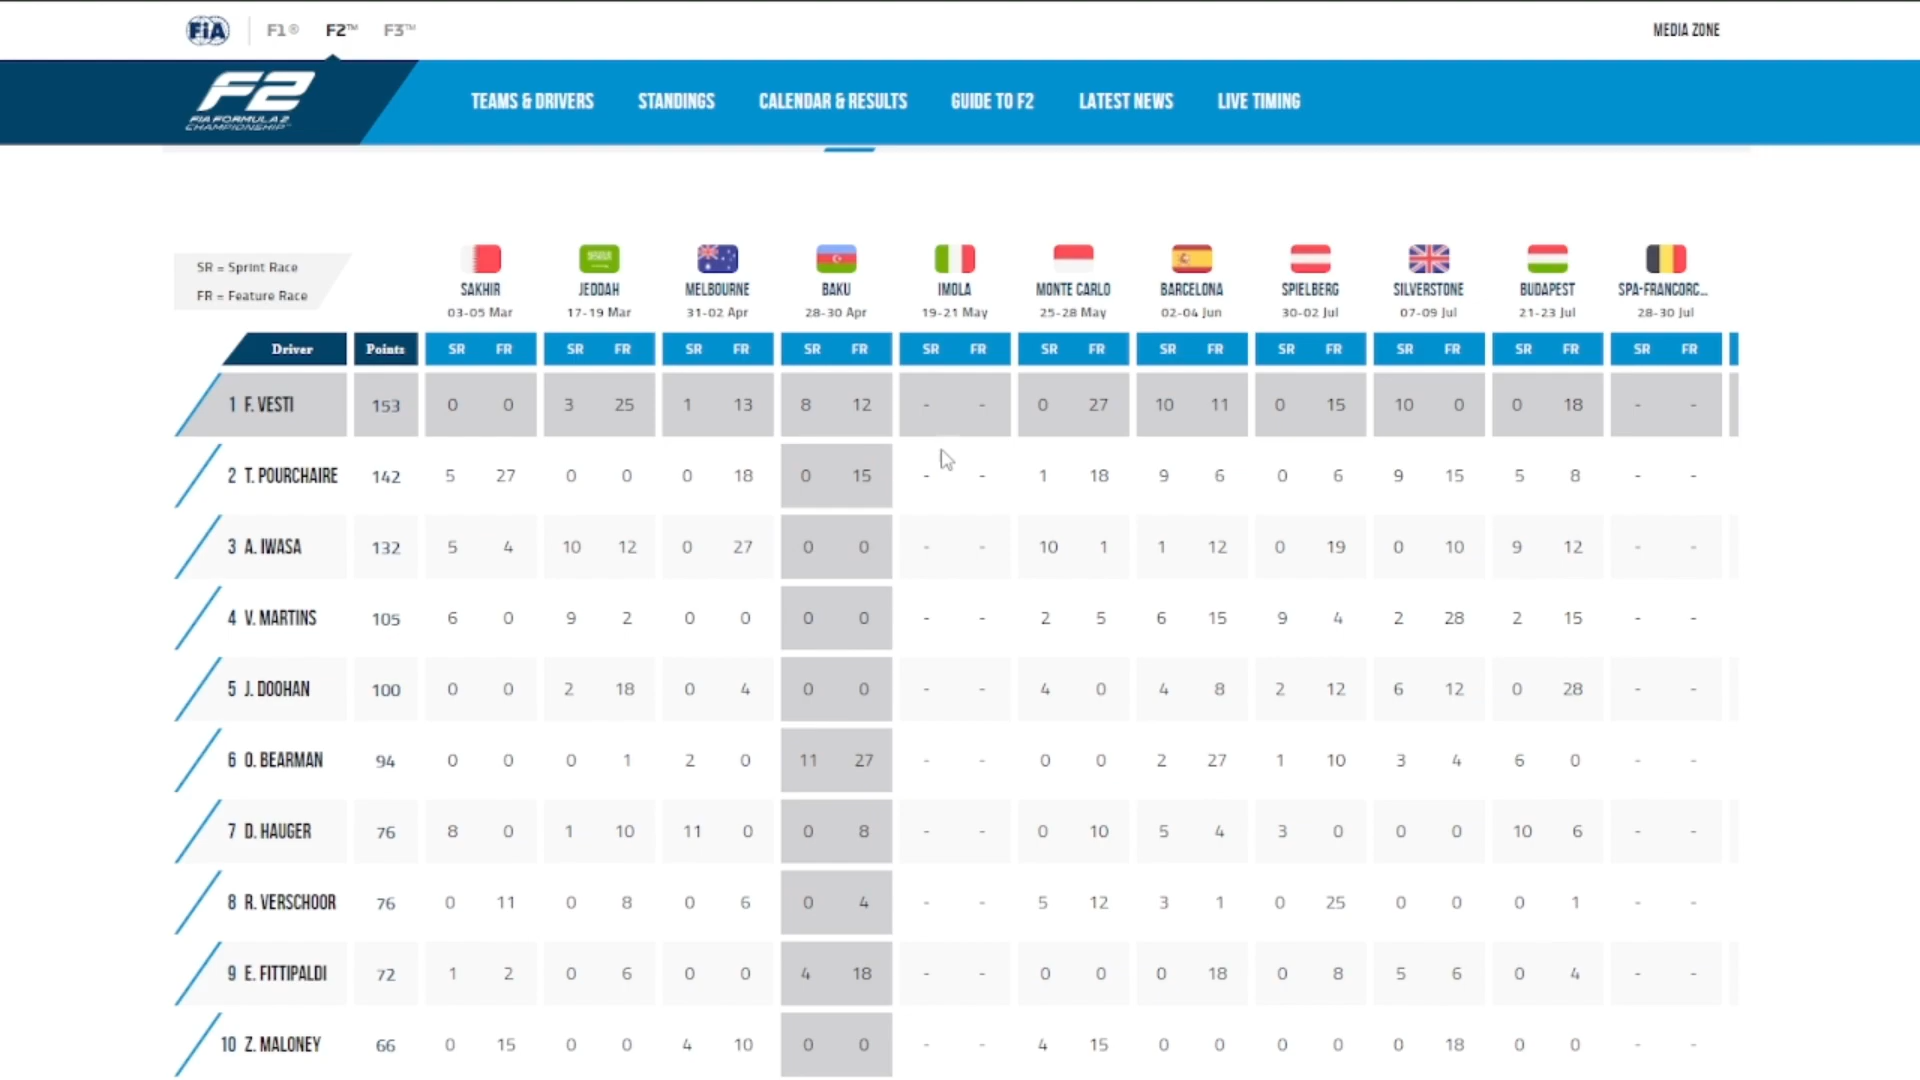 FiA F1® F2™ F3™ MEDIA ZONE
F2 FIA FORMULA 2 CHAMPIONSHIP™ TEAMS & DRIVERS STANDINGS CALENDAR & RESULTS GUIDE TO F2 LATEST NEWS LIVE TIMING
SR = Sprint Race
FR = Feature Race
SAKHIR JEDDAH MELBOURNE BAKU IMOLA MONTE CARLO BARCELONA SPIELBERG SILVERSTONE BUDAPEST SPA-FRANCORC...
03-05 Mar 17-19 Mar 31-02 Apr 28-30 Apr 19-21 May 25-28 May 02-04 Jun 30-02 Jul 07-09 Jul 21-23 Jul 28-30 Jul
Driver Points SR FR SR FR SR FR SR FR SR FR SR FR SR FR SR FR SR FR SR FR SR FR
1 F. VESTI 153 0 0 3 25 1 13 8 12 - - 0 27 10 11 0 15 10 0 0 18 - -
2 T. POURCHAIRE 142 5 27 0 0 0 18 0 15 - - 1 18 9 6 0 6 9 15 5 8 - -
3 A. IWASA 132 5 4 10 12 0 27 0 0 - - 10 1 1 12 0 19 0 10 9 12 - -
4 V. MARTINS 105 6 0 9 2 0 0 0 0 - - 2 5 6 15 9 4 2 28 2 15 - -
5 J. DOOHAN 100 0 0 2 18 0 4 0 0 - - 4 0 4 8 2 12 6 12 0 28 - -
6 O. BEARMAN 94 0 0 0 1 2 0 11 27 - - 0 0 2 27 1 10 3 4 6 0 - -
7 D. HAUGER 76 8 0 1 10 11 0 0 8 - - 0 10 5 4 3 0 0 0 10 6 - -
8 R. VERSCHOOR 76 0 11 0 8 0 6 0 4 - - 5 12 3 1 0 25 0 0 0 1 - -
9 E. FITTIPALDI 72 1 2 0 6 0 0 4 18 - - 0 0 0 18 0 8 5 6 0 4 - -
10 Z. MALONEY 66 0 15 0 0 4 10 0 0 - - 4 15 0 0 0 0 0 18 0 0 - -